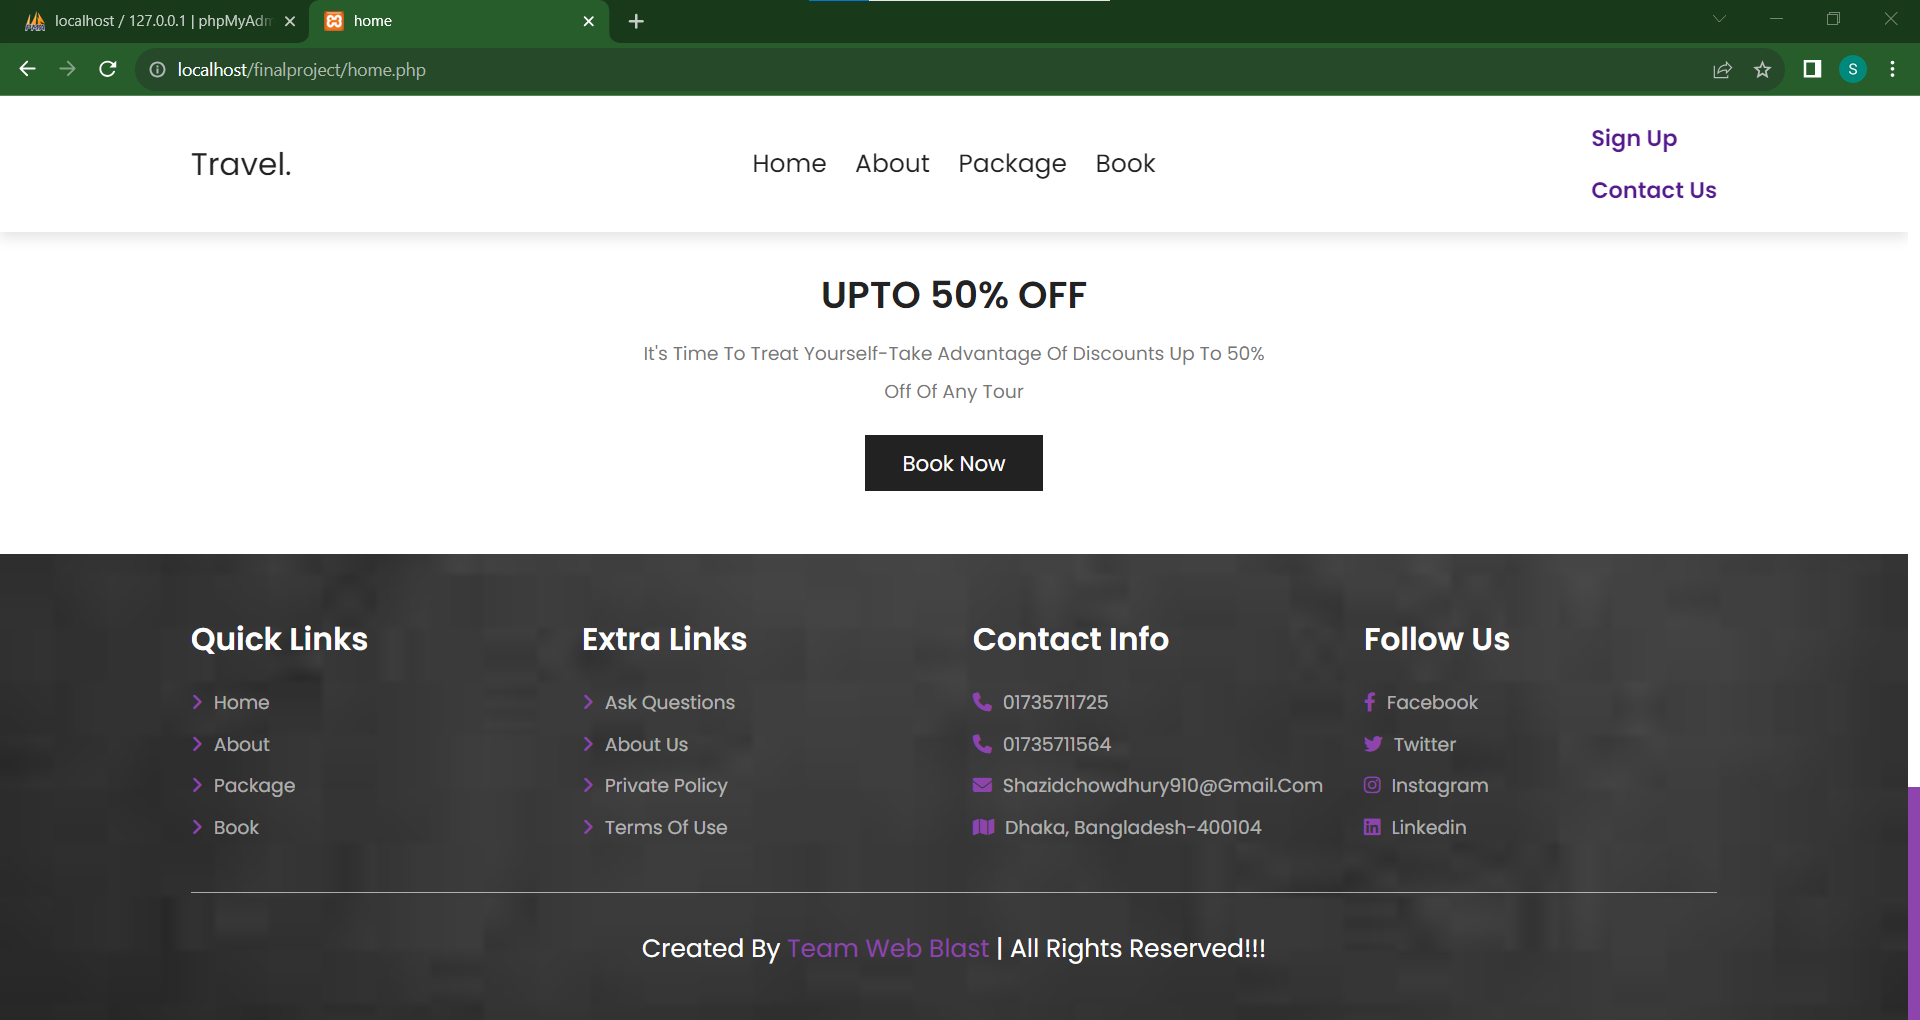 localhost / 127.0.0.1 | phpMyAdm
home
localhost/finalproject/home.php
S
Travel.
Home About Package Book
Sign Up
Contact Us
UPTO 50% OFF
It's Time To Treat Yourself-Take Advantage Of Discounts Up To 50%
Off Of Any Tour
Book Now
Quick Links
Home
About
Package
Book
Extra Links
Ask Questions
About Us
Private Policy
Terms Of Use
Contact Info
01735711725
01735711564
Shazidchowdhury910@Gmail.Com
Dhaka, Bangladesh-400104
Follow Us
Facebook
Twitter
Instagram
Linkedin
Created By Team Web Blast | All Rights Reserved!!!